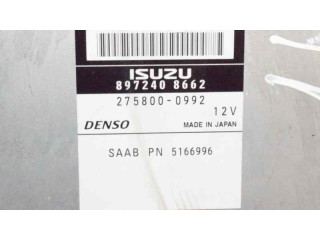 ISUZU
897240 8662
275800-0992
12V
DENSO MADE IN JAPAN
SAAB PN 5166996